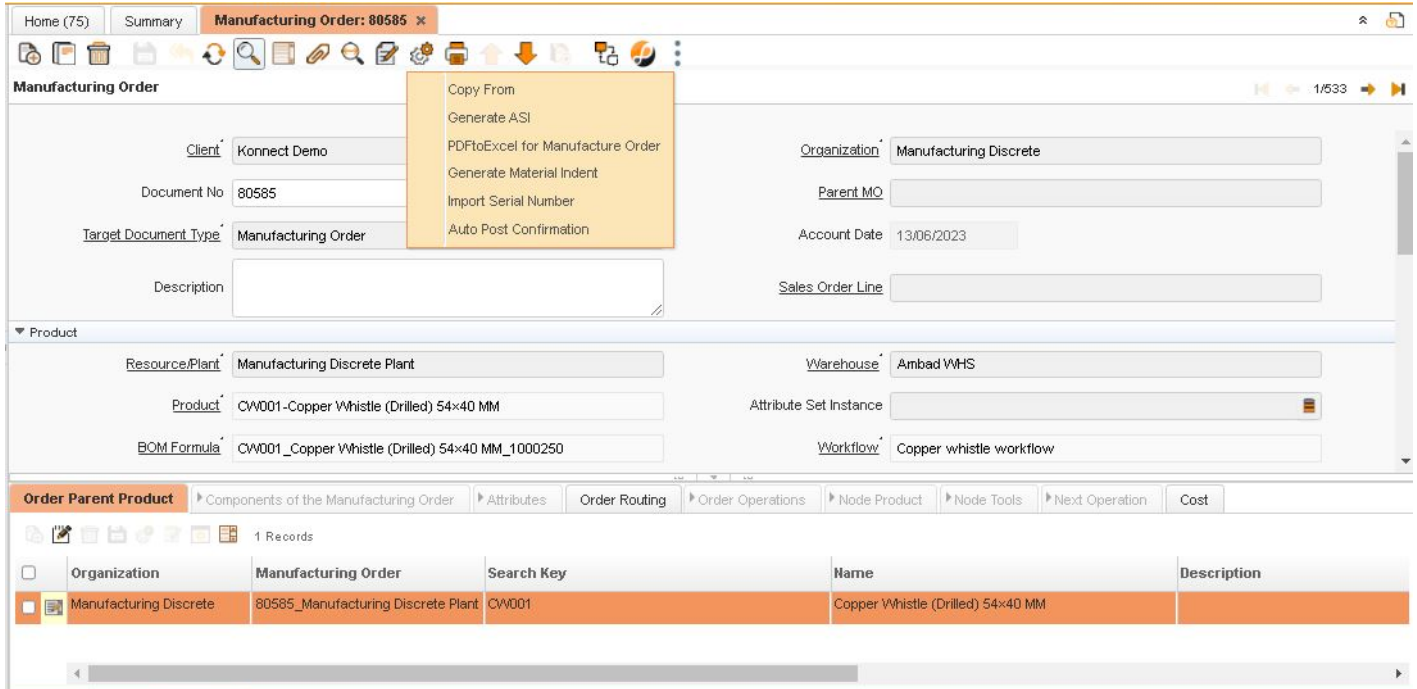 Home (75) Summary Manufacturing Order: 80585 ×
Manufacturing Order 1/533
Copy From
Generate ASI
PDFtoExcel for Manufacture Order
Generate Material Indent
Import Serial Number
Auto Post Confirmation
Client Konnect Demo Organization Manufacturing Discrete
Document No 80585 Parent MO
Target Document Type Manufacturing Order Account Date 13/06/2023
Description Sales Order Line
Product
Resource/Plant Manufacturing Discrete Plant Warehouse Ambad WHS
Product CW001-Copper Whistle (Drilled) 54×40 MM Attribute Set Instance
BOM Formula CW001_Copper Whistle (Drilled) 54×40 MM_1000250 Workflow Copper whistle workflow
Order Parent Product Components of the Manufacturing Order Attributes Order Routing Order Operations Node Product Node Tools Next Operation Cost
1 Records
Organization Manufacturing Order Search Key Name Description
Manufacturing Discrete 80585_Manufacturing Discrete Plant CW001 Copper Whistle (Drilled) 54×40 MM